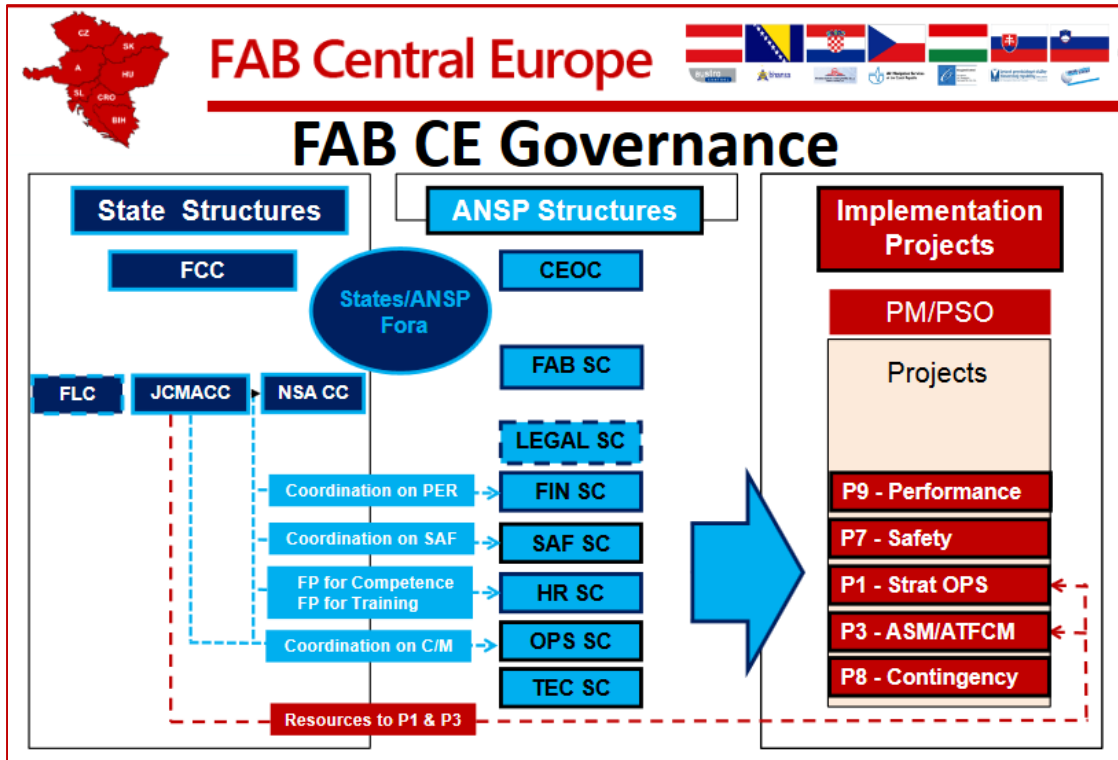 CZ
SK
A
HU
SL
CRO
BIH
FAB Central Europe
austro
CONTROL
bhansa
FAB CE Governance
State Structures
ANSP Structures
Implementation
Projects
FCC
States/ANSP
Fora
CEOC
PM/PSO
FAB SC
Projects
FLC
JCMACC
NSA CC
LEGAL SC
Coordination on PER
FIN SC
P9 - Performance
Coordination on SAF
SAF SC
P7 - Safety
FP for Competence
FP for Training
HR SC
P1 - Strat OPS
Coordination on C/M
OPS SC
P3 - ASM/ATFCM
TEC SC
P8 - Contingency
Resources to P1 & P3